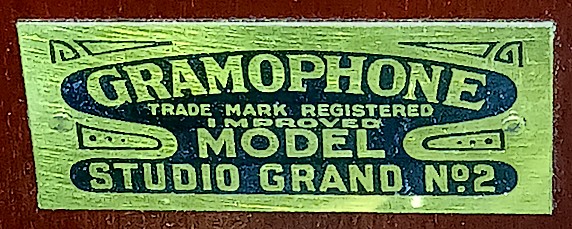 GRAMOPHONE
TRADE MARK REGISTERED
IMPROVED
MODEL
STUDIO GRAND Nº2